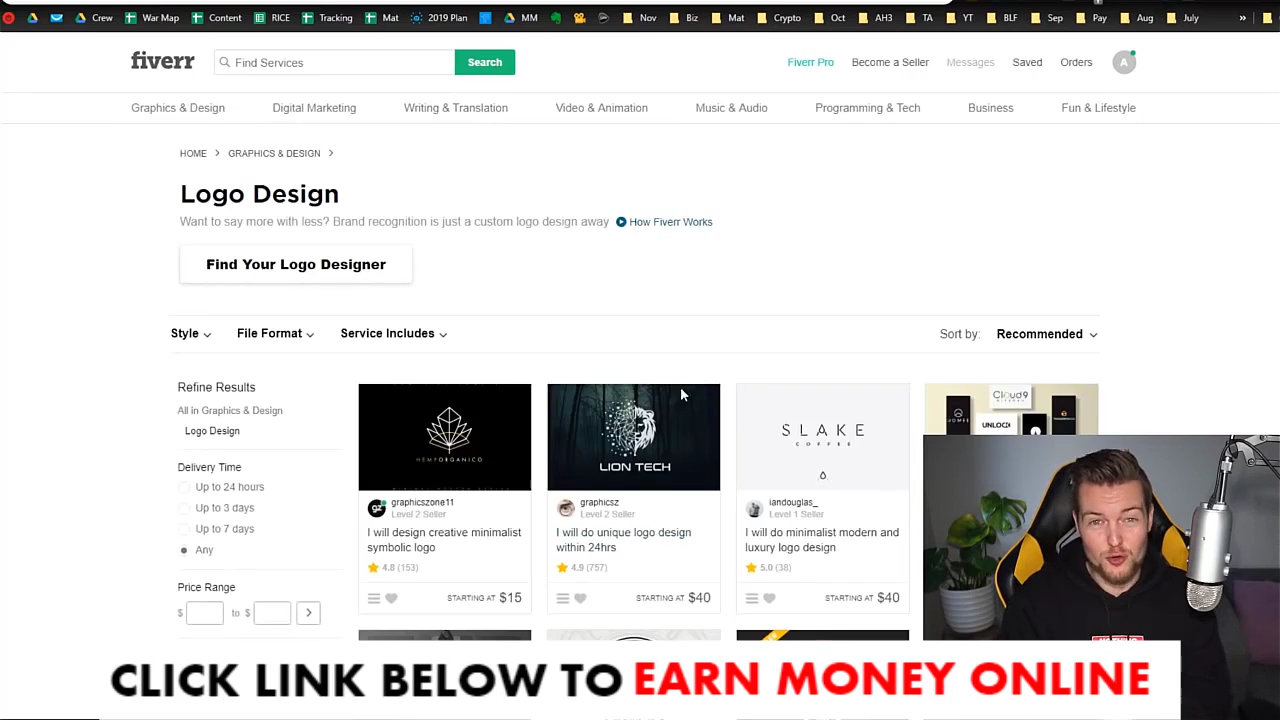 Crew War Map Content RICE Tracking Mat 2019 Plan MM Nov Biz Mat Crypto Oct AH3 TA YT BLF Sep Pay Aug July »
fiverr Find Services Search Fiverr Pro Become a Seller Messages Saved Orders A
Graphics & Design Digital Marketing Writing & Translation Video & Animation Music & Audio Programming & Tech Business Fun & Lifestyle
HOME > GRAPHICS & DESIGN >
Logo Design
Want to say more with less? Brand recognition is just a custom logo design away How Fiverr Works
Find Your Logo Designer
Style File Format Service Includes Sort by: Recommended
Refine Results
All in Graphics & Design
Logo Design
Delivery Time
Up to 24 hours
Up to 3 days
Up to 7 days
Any
Price Range
$ to $ >
HEMPORGANICO
gz graphicszone11
Level 2 Seller
I will design creative minimalist
symbolic logo
4.8 (153)
STARTING AT $15
LION TECH
graphicsz
Level 2 Seller
I will do unique logo design
within 24hrs
4.9 (757)
STARTING AT $40
SLAKE
COFFEE
iandouglas_
Level 1 Seller
I will do minimalist modern and
luxury logo design
5.0 (38)
STARTING AT $40
Cloud9
UNLOCK
CLICK LINK BELOW TO EARN MONEY ONLINE